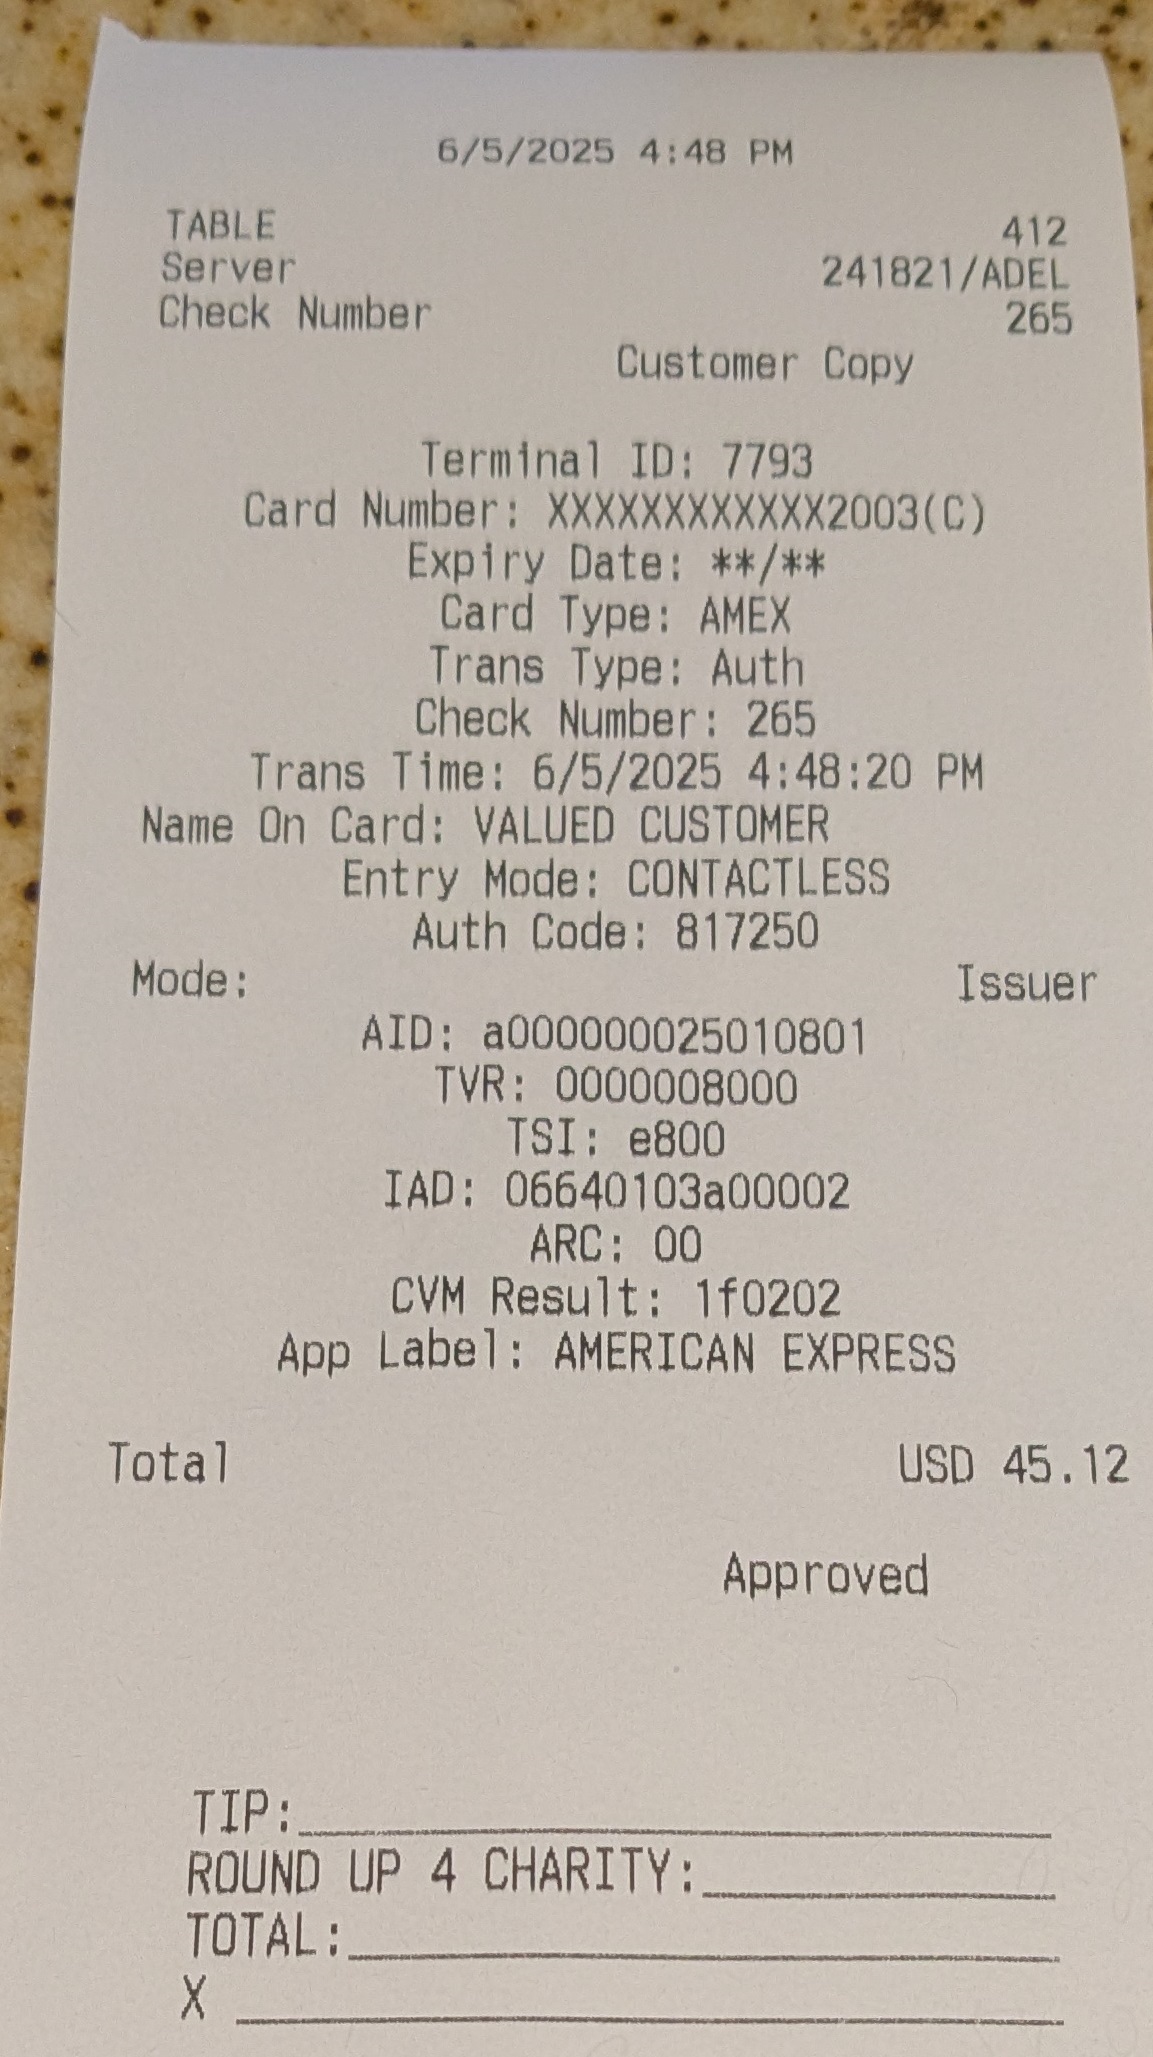 6/5/2025 4:48 PM
TABLE 412
Server 241821/ADEL
Check Number 265
Customer Copy
Terminal ID: 7793
Card Number: XXXXXXXXXXXX2003(C)
Expiry Date: **/**
Card Type: AMEX
Trans Type: Auth
Check Number: 265
Trans Time: 6/5/2025 4:48:20 PM
Name On Card: VALUED CUSTOMER
Entry Mode: CONTACTLESS
Auth Code: 817250
Mode: Issuer
AID: a000000025010801
TVR: 0000008000
TSI: e800
IAD: 06640103a00002
ARC: 00
CVM Result: 1f0202
App Label: AMERICAN EXPRESS
Total USD 45.12
Approved
TIP:
ROUND UP 4 CHARITY:
TOTAL:
X